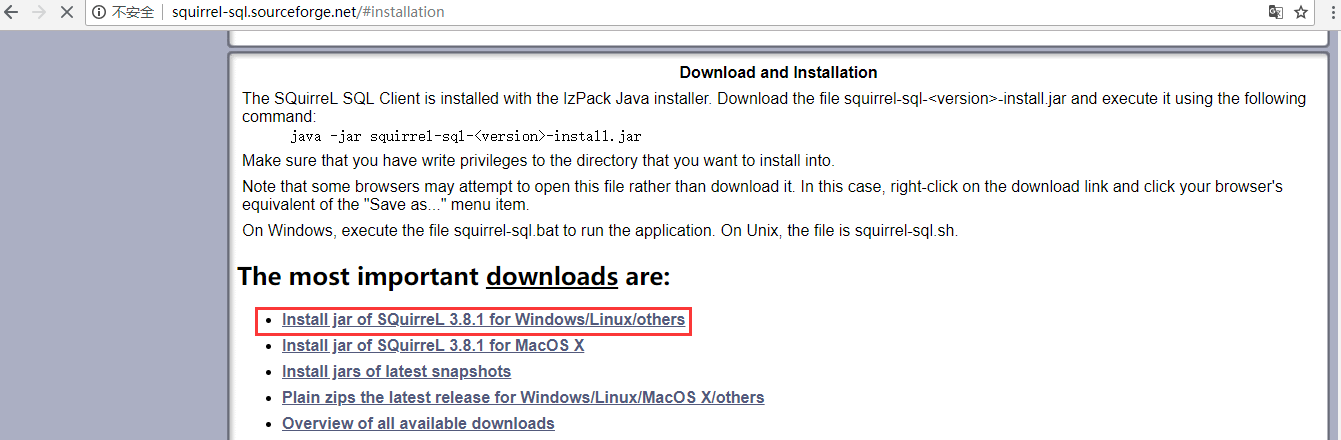 不安全
squirrel-sql.sourceforge.net/#installation
Download and Installation
The SQuirreL SQL Client is installed with the IzPack Java installer. Download the file squirrel-sql-<version>-install.jar and execute it using the following
command:
java -jar squirrel-sql-<version>-install.jar
Make sure that you have write privileges to the directory that you want to install into.
Note that some browsers may attempt to open this file rather than download it. In this case, right-click on the download link and click your browser's
equivalent of the "Save as..." menu item.
On Windows, execute the file squirrel-sql.bat to run the application. On Unix, the file is squirrel-sql.sh.
The most important downloads are:
Install jar of SQuirreL 3.8.1 for Windows/Linux/others
Install jar of SQuirreL 3.8.1 for MacOS X
Install jars of latest snapshots
Plain zips the latest release for Windows/Linux/MacOS X/others
Overview of all available downloads